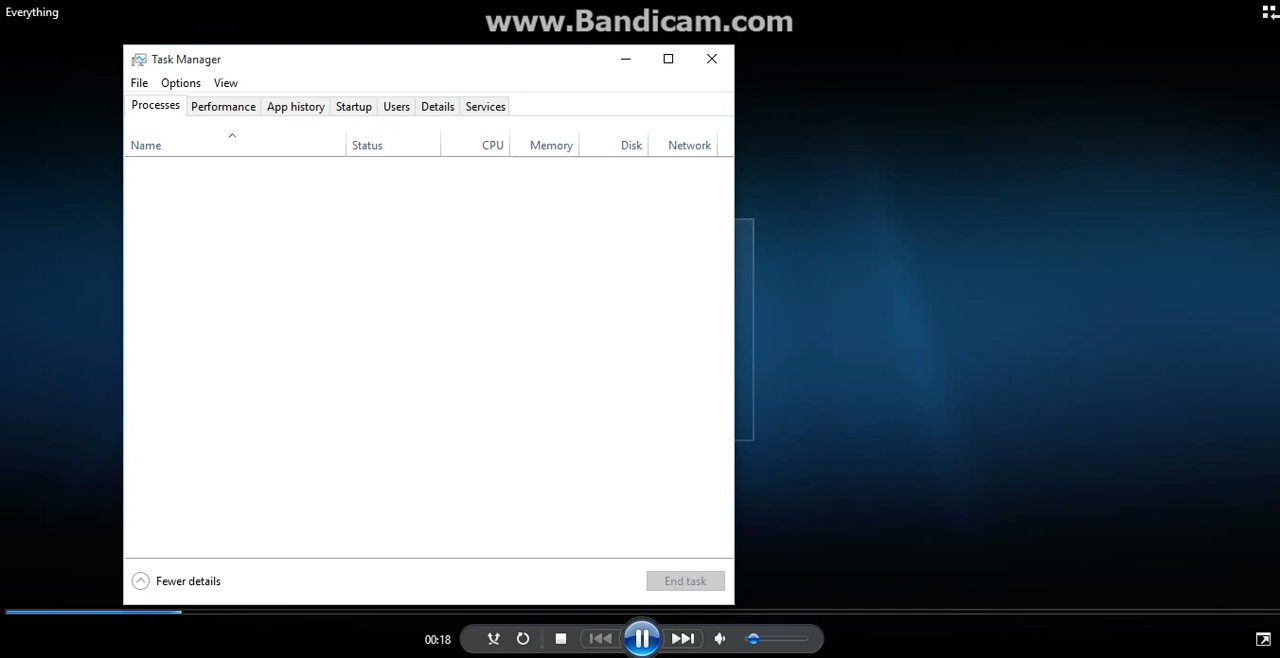 Everything
www.Bandicam.com
Task Manager
File Options View
Processes Performance App history Startup Users Details Services
Name Status CPU Memory Disk Network
Fewer details End task
00:18